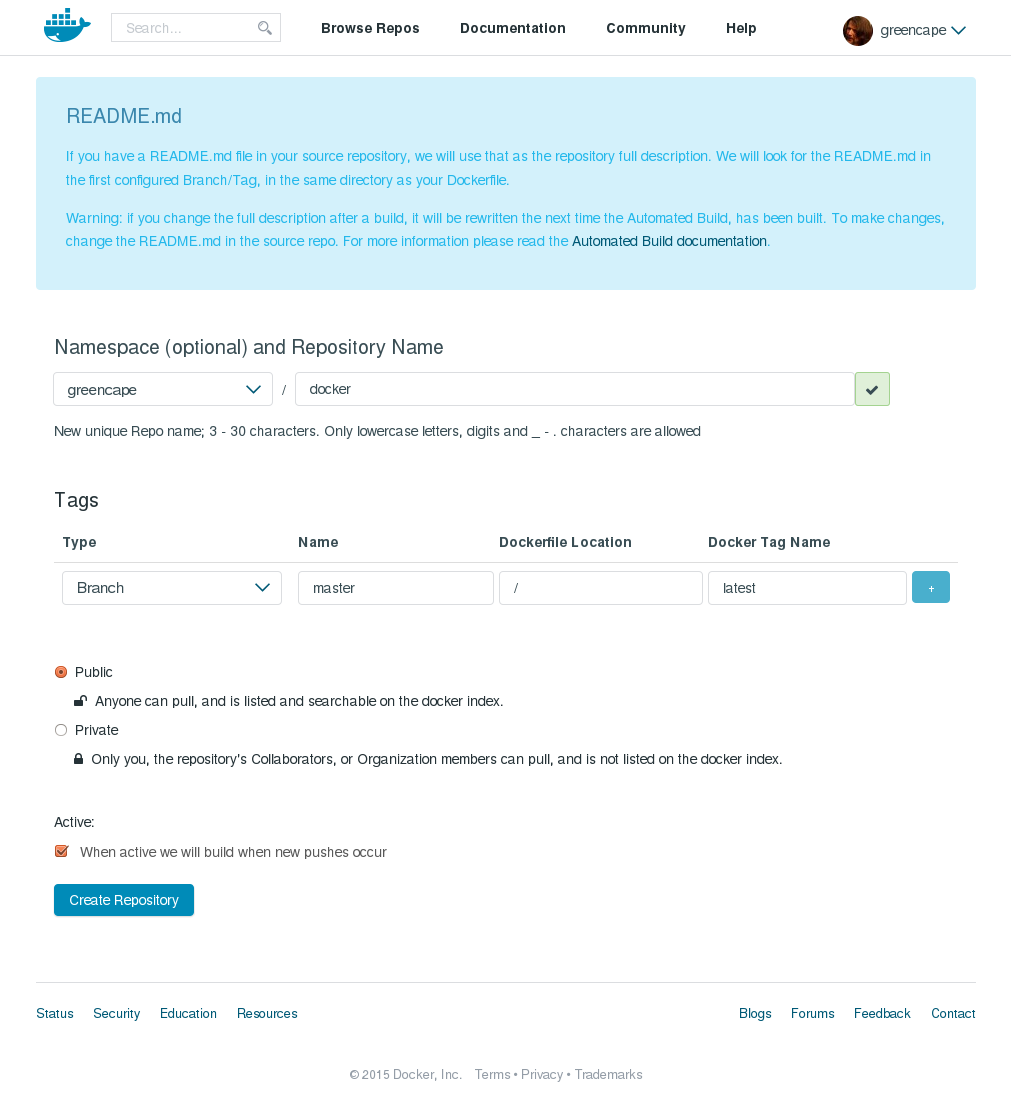 Search...
Browse Repos
Documentation
Community
Help
greencape
README.md
If you have a README.md file in your source repository, we will use that as the repository full description. We will look for the README.md in
the first configured Branch/Tag, in the same directory as your Dockerfile.
Warning: if you change the full description after a build, it will be rewritten the next time the Automated Build, has been built. To make changes,
change the README.md in the source repo. For more information please read the Automated Build documentation.
Namespace (optional) and Repository Name
greencape / docker
New unique Repo name; 3 - 30 characters. Only lowercase letters, digits and _ - . characters are allowed
Tags
Type Name Dockerfile Location Docker Tag Name
Branch master / latest +
Public
Anyone can pull, and is listed and searchable on the docker index.
Private
Only you, the repository's Collaborators, or Organization members can pull, and is not listed on the docker index.
Active:
When active we will build when new pushes occur
Create Repository
Status Security Education Resources Blogs Forums Feedback Contact
© 2015 Docker, Inc. Terms • Privacy • Trademarks